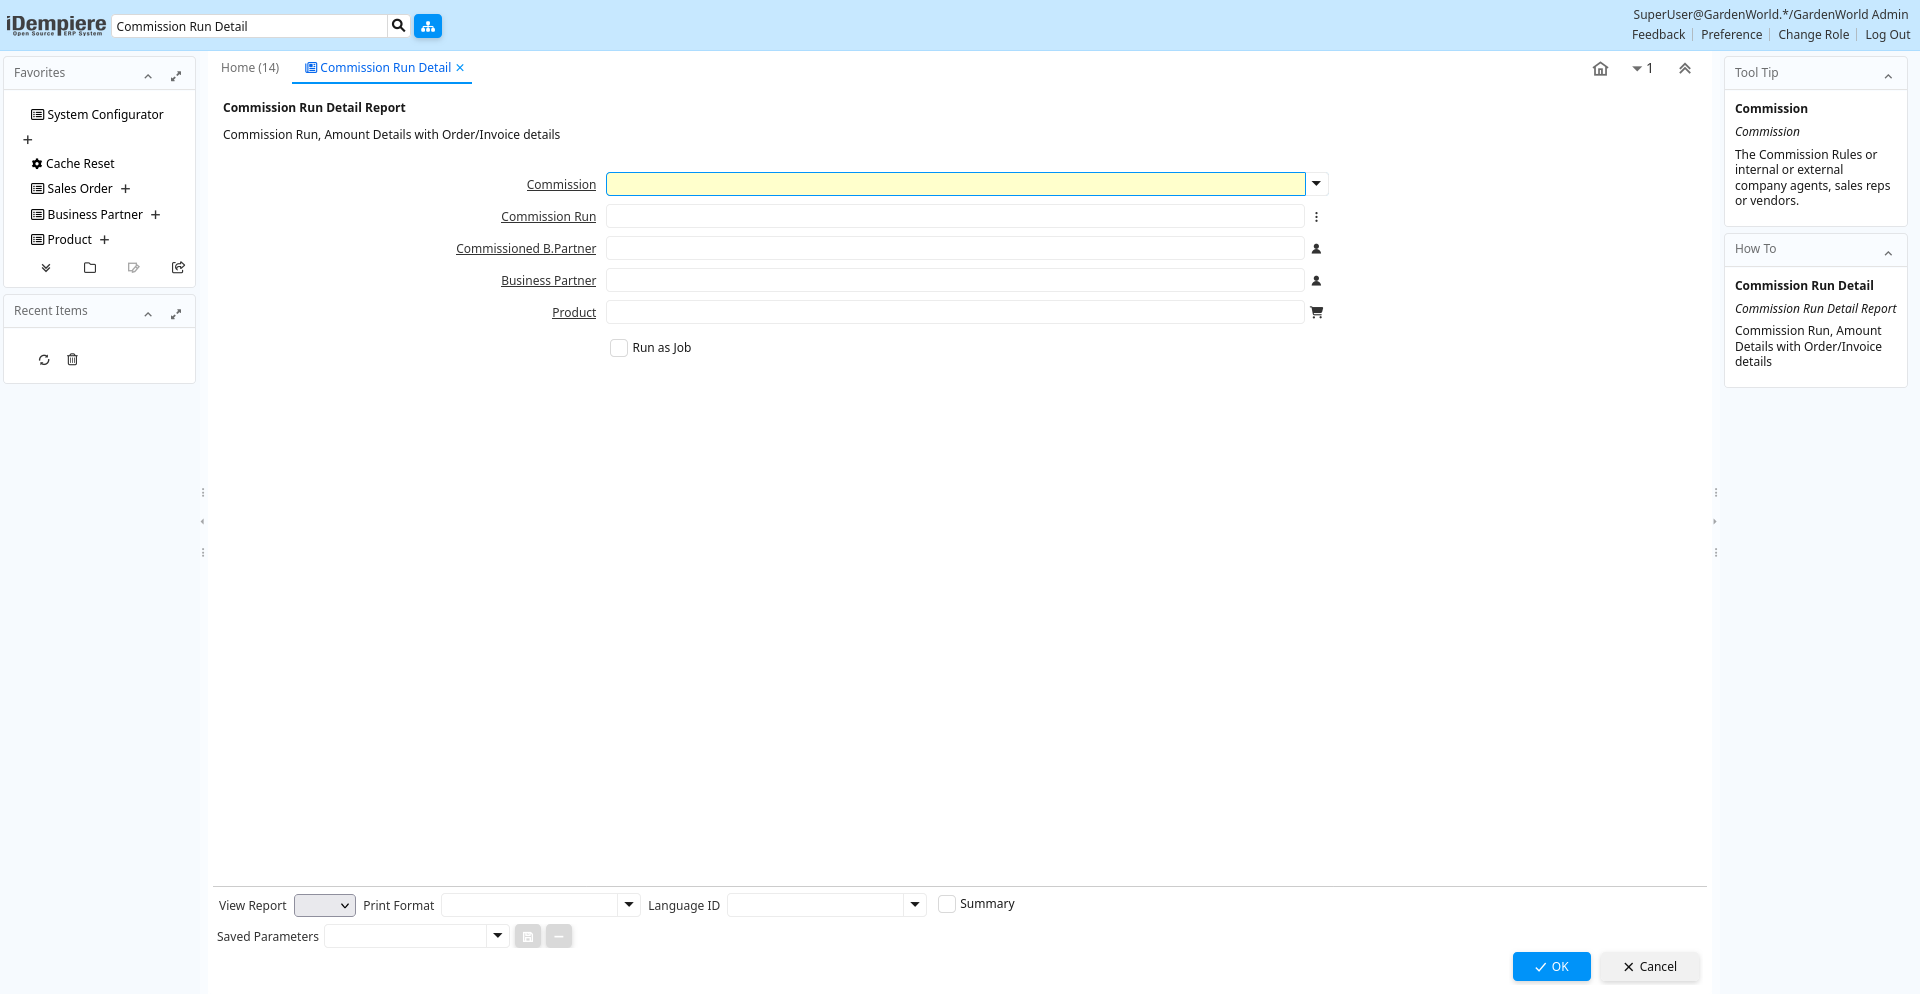 iDempiere
Open Source ERP System
Commission Run Detail
SuperUser@GardenWorld.*/GardenWorld Admin
Feedback
Preference
Change Role
Log Out
Favorites
System Configurator
Cache Reset
Sales Order
Business Partner
Product
Recent Items
Home (14)
Commission Run Detail
1
Commission Run Detail Report
Commission Run, Amount Details with Order/Invoice details
Commission
Commission Run
Commissioned B.Partner
Business Partner
Product
Run as Job
View Report
Print Format
Language ID
Summary
Saved Parameters
OK
Cancel
Tool Tip
Commission
Commission
The Commission Rules or
internal or external
company agents, sales reps
or vendors.
How To
Commission Run Detail
Commission Run Detail Report
Commission Run, Amount
Details with Order/Invoice
details